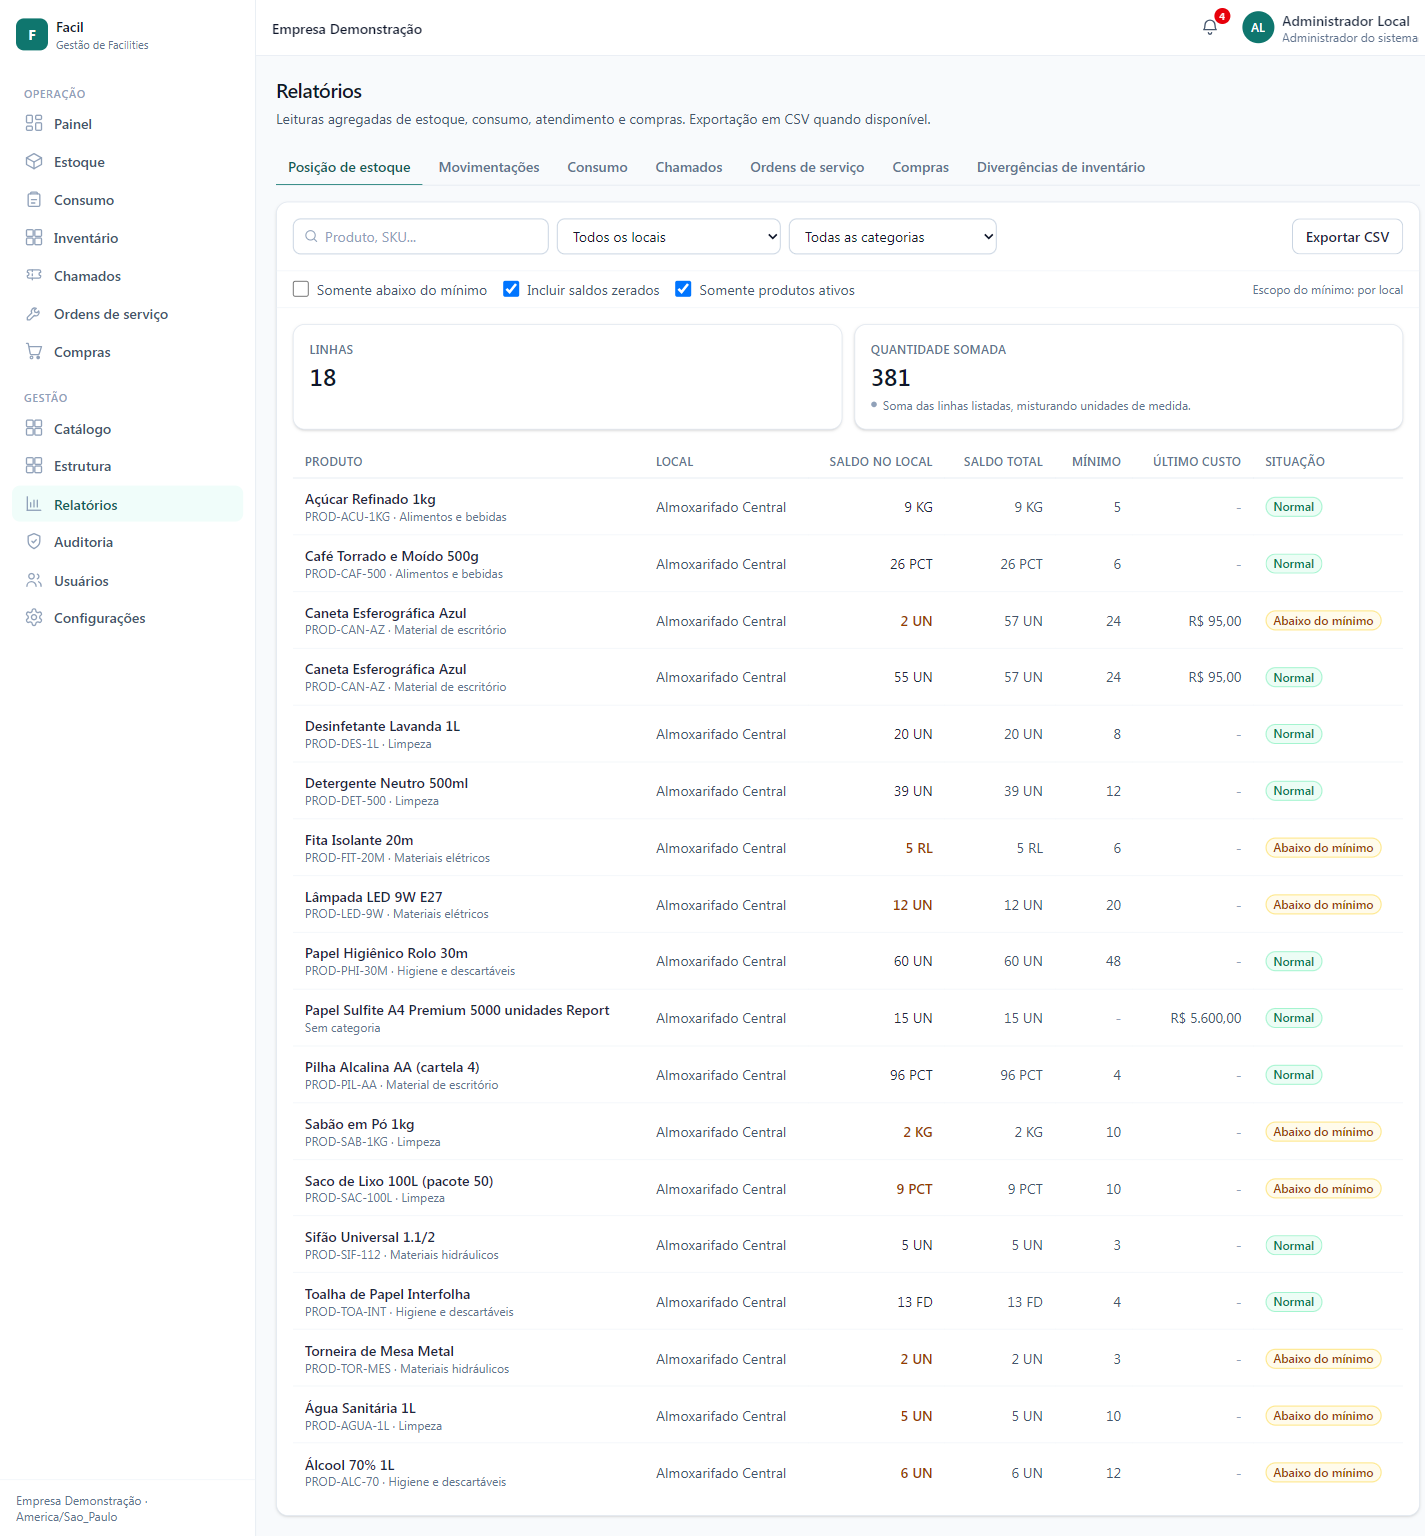 F
Facil
Gestão de Facilities
OPERAÇÃO
Painel
Estoque
Consumo
Inventário
Chamados
Ordens de serviço
Compras
GESTÃO
Catálogo
Estrutura
Relatórios
Auditoria
Usuários
Configurações
Empresa Demonstração ·
America/Sao_Paulo
Empresa Demonstração
4
AL
Administrador Local
Administrador do sistema
Relatórios
Leituras agregadas de estoque, consumo, atendimento e compras. Exportação em CSV quando disponível.
Posição de estoque Movimentações Consumo Chamados Ordens de serviço Compras Divergências de inventário
Produto, SKU... Todos os locais Todas as categorias Exportar CSV
Somente abaixo do mínimo Incluir saldos zerados Somente produtos ativos Escopo do mínimo: por local
LINHAS
18
QUANTIDADE SOMADA
381
Soma das linhas listadas, misturando unidades de medida.
PRODUTO LOCAL SALDO NO LOCAL SALDO TOTAL MÍNIMO ÚLTIMO CUSTO SITUAÇÃO
Açúcar Refinado 1kg
PROD-ACU-1KG · Alimentos e bebidas
Almoxarifado Central 9 KG 9 KG 5 - Normal
Café Torrado e Moído 500g
PROD-CAF-500 · Alimentos e bebidas
Almoxarifado Central 26 PCT 26 PCT 6 - Normal
Caneta Esferográfica Azul
PROD-CAN-AZ · Material de escritório
Almoxarifado Central 2 UN 57 UN 24 R$ 95,00 Abaixo do mínimo
Caneta Esferográfica Azul
PROD-CAN-AZ · Material de escritório
Almoxarifado Central 55 UN 57 UN 24 R$ 95,00 Normal
Desinfetante Lavanda 1L
PROD-DES-1L · Limpeza
Almoxarifado Central 20 UN 20 UN 8 - Normal
Detergente Neutro 500ml
PROD-DET-500 · Limpeza
Almoxarifado Central 39 UN 39 UN 12 - Normal
Fita Isolante 20m
PROD-FIT-20M · Materiais elétricos
Almoxarifado Central 5 RL 5 RL 6 - Abaixo do mínimo
Lâmpada LED 9W E27
PROD-LED-9W · Materiais elétricos
Almoxarifado Central 12 UN 12 UN 20 - Abaixo do mínimo
Papel Higiênico Rolo 30m
PROD-PHI-30M · Higiene e descartáveis
Almoxarifado Central 60 UN 60 UN 48 - Normal
Papel Sulfite A4 Premium 5000 unidades Report
Sem categoria
Almoxarifado Central 15 UN 15 UN - R$ 5.600,00 Normal
Pilha Alcalina AA (cartela 4)
PROD-PIL-AA · Material de escritório
Almoxarifado Central 96 PCT 96 PCT 4 - Normal
Sabão em Pó 1kg
PROD-SAB-1KG · Limpeza
Almoxarifado Central 2 KG 2 KG 10 - Abaixo do mínimo
Saco de Lixo 100L (pacote 50)
PROD-SAC-100L · Limpeza
Almoxarifado Central 9 PCT 9 PCT 10 - Abaixo do mínimo
Sifão Universal 1.1/2
PROD-SIF-112 · Materiais hidráulicos
Almoxarifado Central 5 UN 5 UN 3 - Normal
Toalha de Papel Interfolha
PROD-TOA-INT · Higiene e descartáveis
Almoxarifado Central 13 FD 13 FD 4 - Normal
Torneira de Mesa Metal
PROD-TOR-MES · Materiais hidráulicos
Almoxarifado Central 2 UN 2 UN 3 - Abaixo do mínimo
Água Sanitária 1L
PROD-AGUA-1L · Limpeza
Almoxarifado Central 5 UN 5 UN 10 - Abaixo do mínimo
Álcool 70% 1L
PROD-ALC-70 · Higiene e descartáveis
Almoxarifado Central 6 UN 6 UN 12 - Abaixo do mínimo